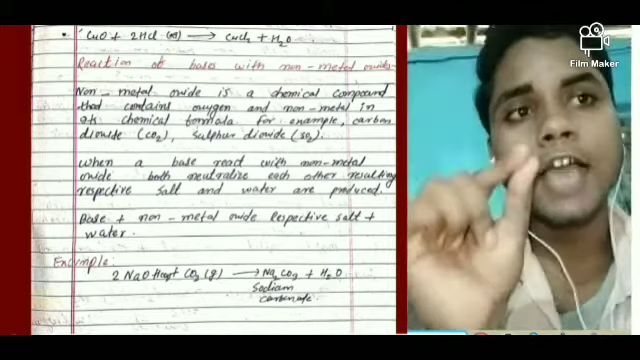 • CuO + 2HCl (aq) → CuCl₂ + H₂O
Reaction of bases with non-metal oxide-
Non-metal oxide is a chemical compound
that contains oxygen and non-metal in
its chemical formula For example, carbon
dioxide (CO₂), Sulphur dioxide (SO₂).
When a base react with non-metal
oxide both neutralize each other resulting
respective salt and water are produced.
Base + non-metal oxide Respective salt +
water.
Example:
2 NaOH CO₂ (g) → Na₂CO₃ + H₂O
Sodium
carbonate.
Film Maker